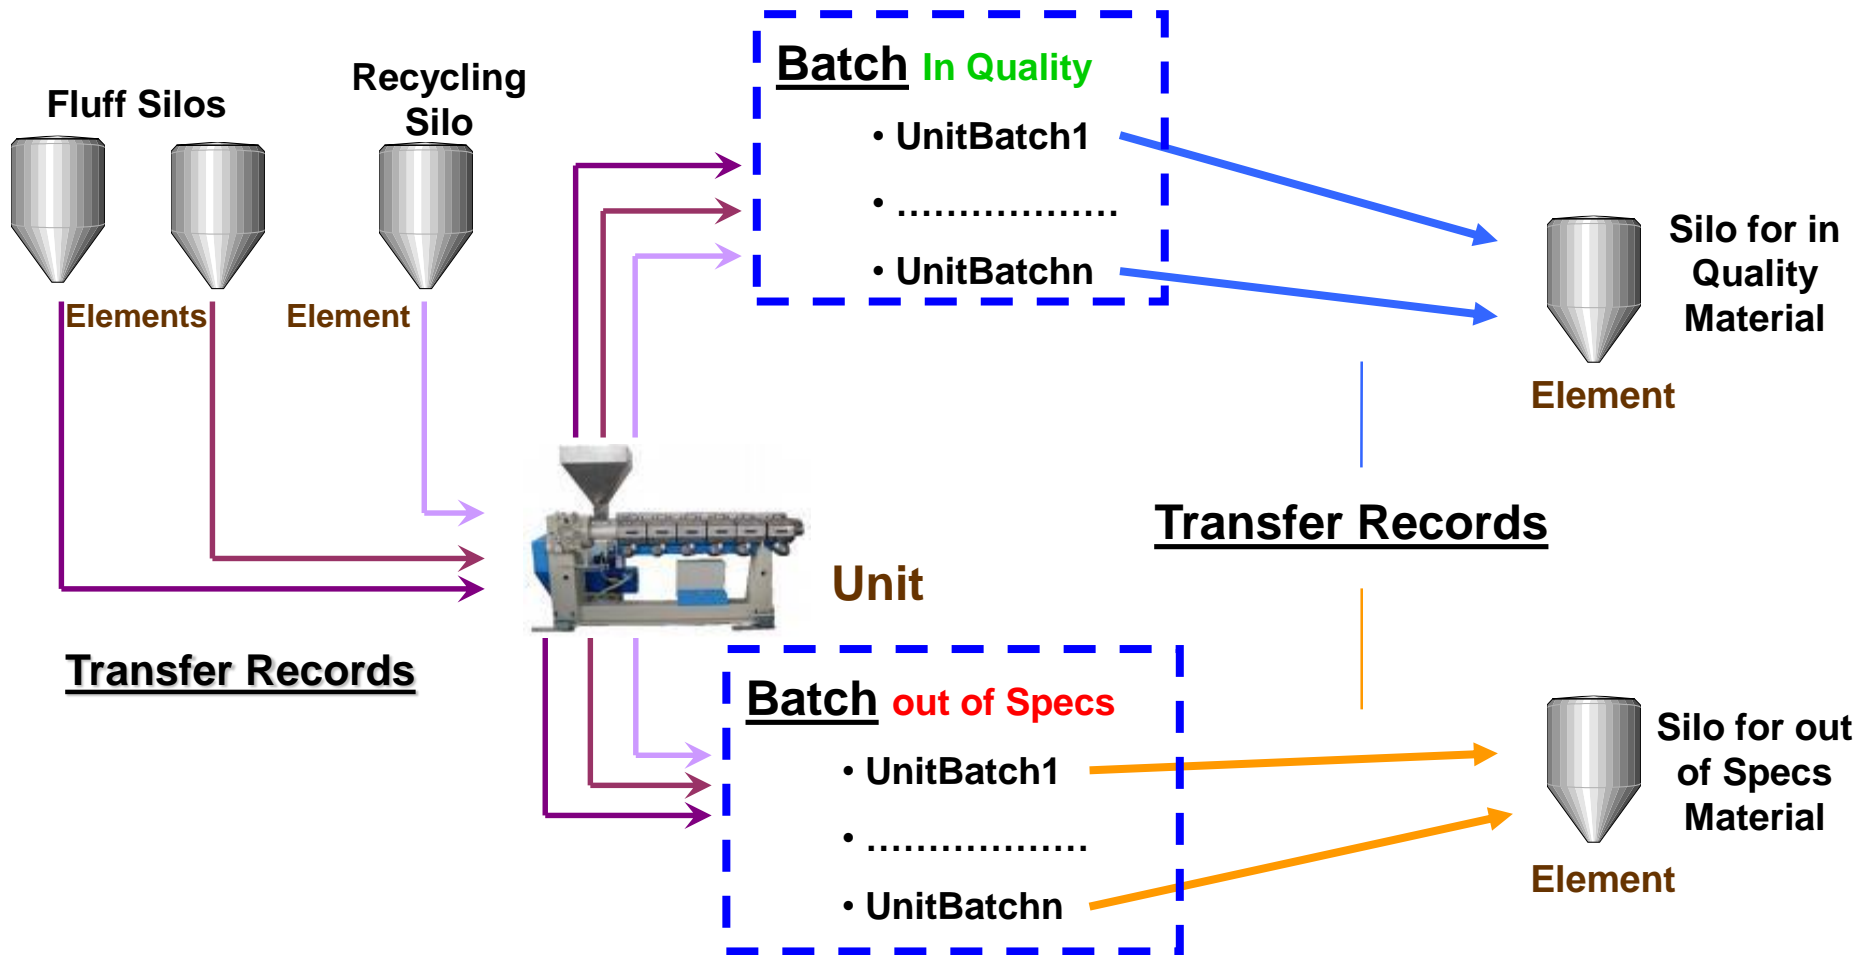 Fluff Silos
Recycling
Silo
Elements
Element
Batch In Quality
• UnitBatch1
• ..................
• UnitBatchn
Silo for in
Quality
Material
Element
Unit
Transfer Records
Transfer Records
Batch out of Specs
• UnitBatch1
• ..................
• UnitBatchn
Silo for out
of Specs
Material
Element